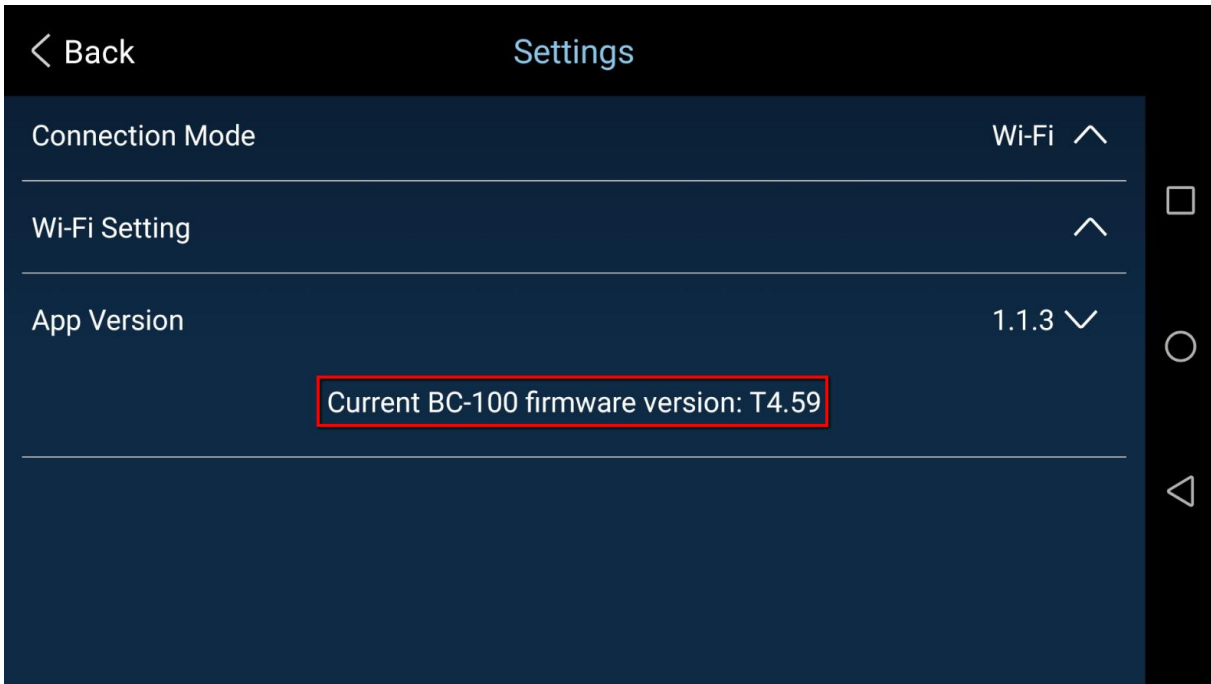 Back
Settings
Connection Mode
Wi-Fi
Wi-Fi Setting
App Version
1.1.3
Current BC-100 firmware version: T4.59